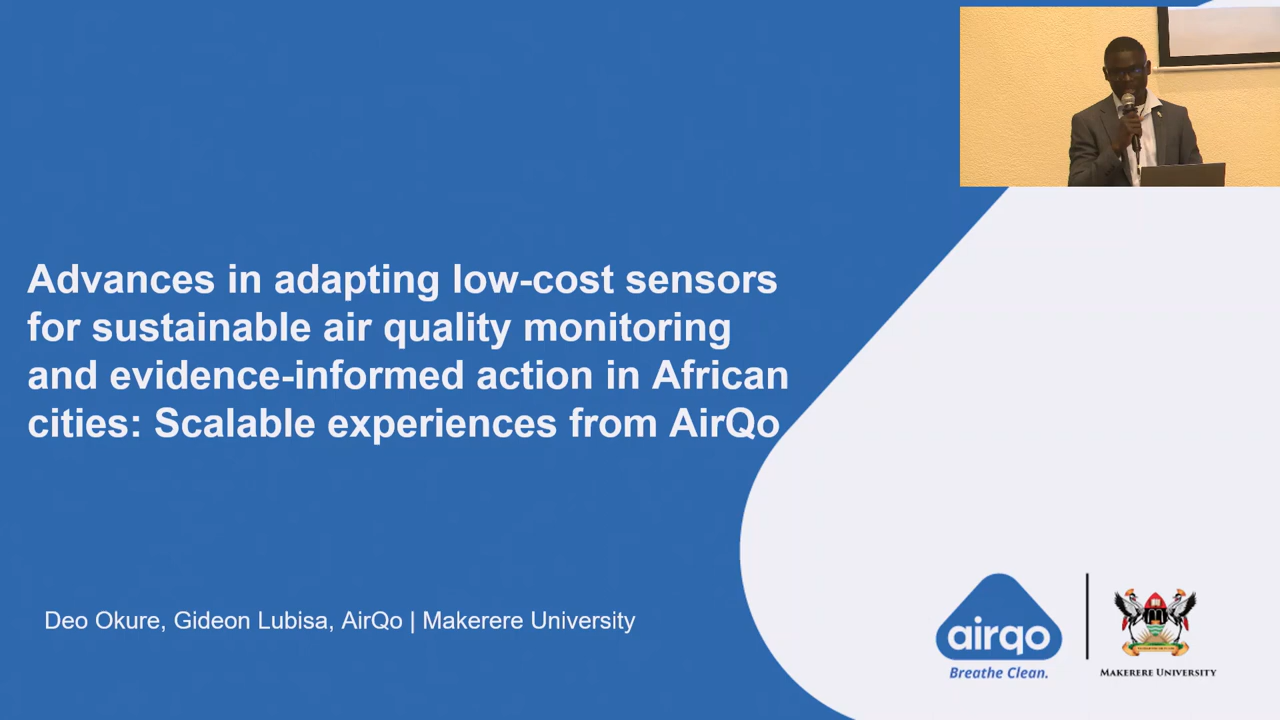 Advances in adapting low-cost sensors
for sustainable air quality monitoring
and evidence-informed action in African
cities: Scalable experiences from AirQo
Deo Okure, Gideon Lubisa, AirQo | Makerere University
airqo
Breathe Clean.
MAKERERE UNIVERSITY